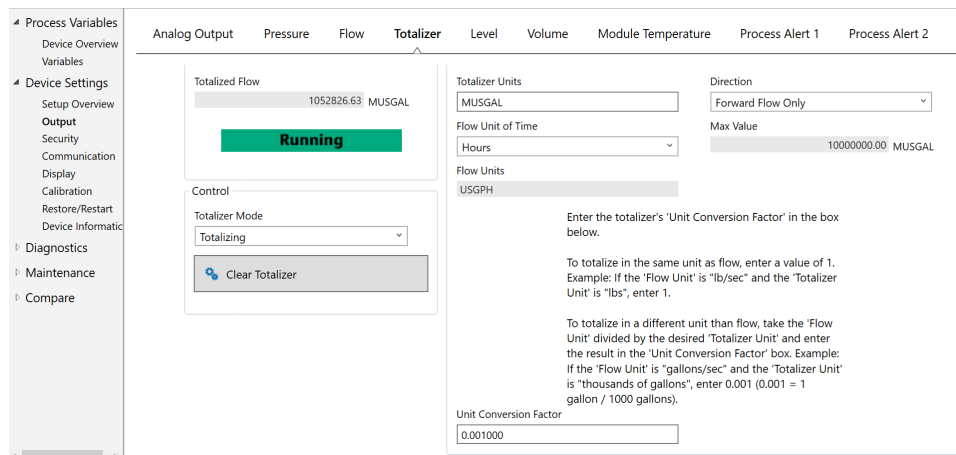 Process Variables
Device Overview
Variables
Device Settings
Setup Overview
Output
Security
Communication
Display
Calibration
Restore/Restart
Device Informatic
Diagnostics
Maintenance
Compare
Analog Output Pressure Flow Totalizer Level Volume Module Temperature Process Alert 1 Process Alert 2
Totalized Flow
1052826.63 MUSGAL
Running
Control
Totalizer Mode
Totalizing
Clear Totalizer
Totalizer Units
MUSGAL
Flow Unit of Time
Hours
Flow Units
USGPH
Direction
Forward Flow Only
Max Value
10000000.00 MUSGAL
Enter the totalizer's 'Unit Conversion Factor' in the box
below.
To totalize in the same unit as flow, enter a value of 1.
Example: If the 'Flow Unit' is "lb/sec" and the 'Totalizer
Unit' is "lbs", enter 1.
To totalize in a different unit than flow, take the 'Flow
Unit' divided by the desired 'Totalizer Unit' and enter
the result in the 'Unit Conversion Factor' box. Example:
If the 'Flow Unit' is "gallons/sec" and the 'Totalizer Unit'
is "thousands of gallons", enter 0.001 (0.001 = 1
gallon / 1000 gallons).
Unit Conversion Factor
0.001000